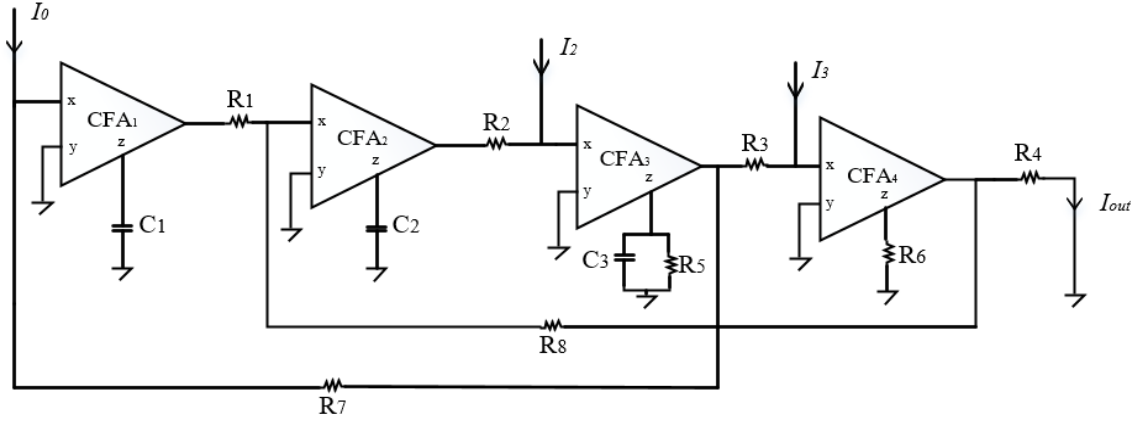 I0
I2
I3
x
CFA1
y
z
R1
x
CFA2
y
z
R2
x
CFA3
y
z
R3
x
CFA4
y
z
R4
Iout
C1
C2
C3
R5
R6
R8
R7